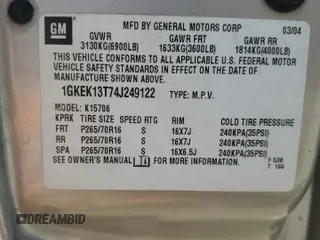 GM
MFD BY GENERAL MOTORS CORP 03/04
GVWR GAWR FRT GAWR RR
3130KG(6900LB) 1633KG(3600LB) 1814KG(4000LB)
THIS VEHICLE CONFORMS TO ALL APPLICABLE U.S. FEDERAL MOTOR
VEHICLE SAFETY STANDARDS IN EFFECT ON THE DATE OF
MANUFACTURE SHOWN ABOVE.
1GKEK13T74J249122 TYPE: M.P.V.
MODEL: K15706
KPRK TIRE SIZE SPEED RTG RIM COLD TIRE PRESSURE
FRT P265/70R16 S 16X7J 240KPA(35PSI)
RR P265/70R16 S 16X7J 240KPA(35PSI)
SPA P265/70R16 S 16X6.5J 240KPA(35PSI)
SEE OWNER'S MANUAL FOR ADDITIONAL INFORMATION. F 530
T 166
DREAMBID